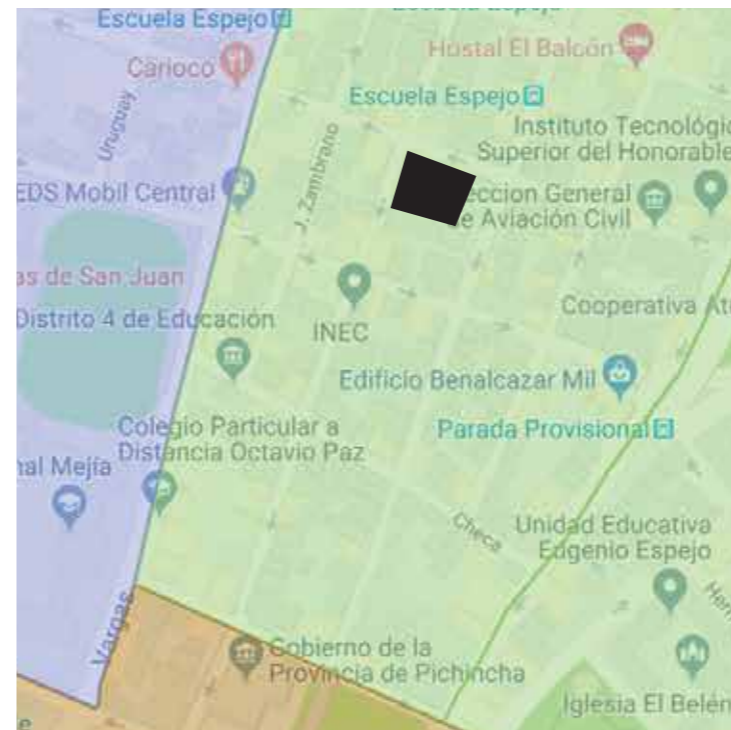 Escuela Espejo
Hostal El Balcón
Carioco
Escuela Espejo
Uruguay
J. Zambrano
Instituto Tecnológic
Superior del Honorable
EDS Mobil Central
eccion General
e Aviación Civil
as de San Juan
Cooperativa
Distrito 4 de Educación
INEC
Edificio Benalcazar Mil
Colegio Particular a
Distancia Octavio Paz
Parada Provisional
nal Mejía
Checa
Unidad Educativa
Eugenio Espejo
Vargas
Gobierno de la
Provincia de Pichincha
Iglesia El Belén
e